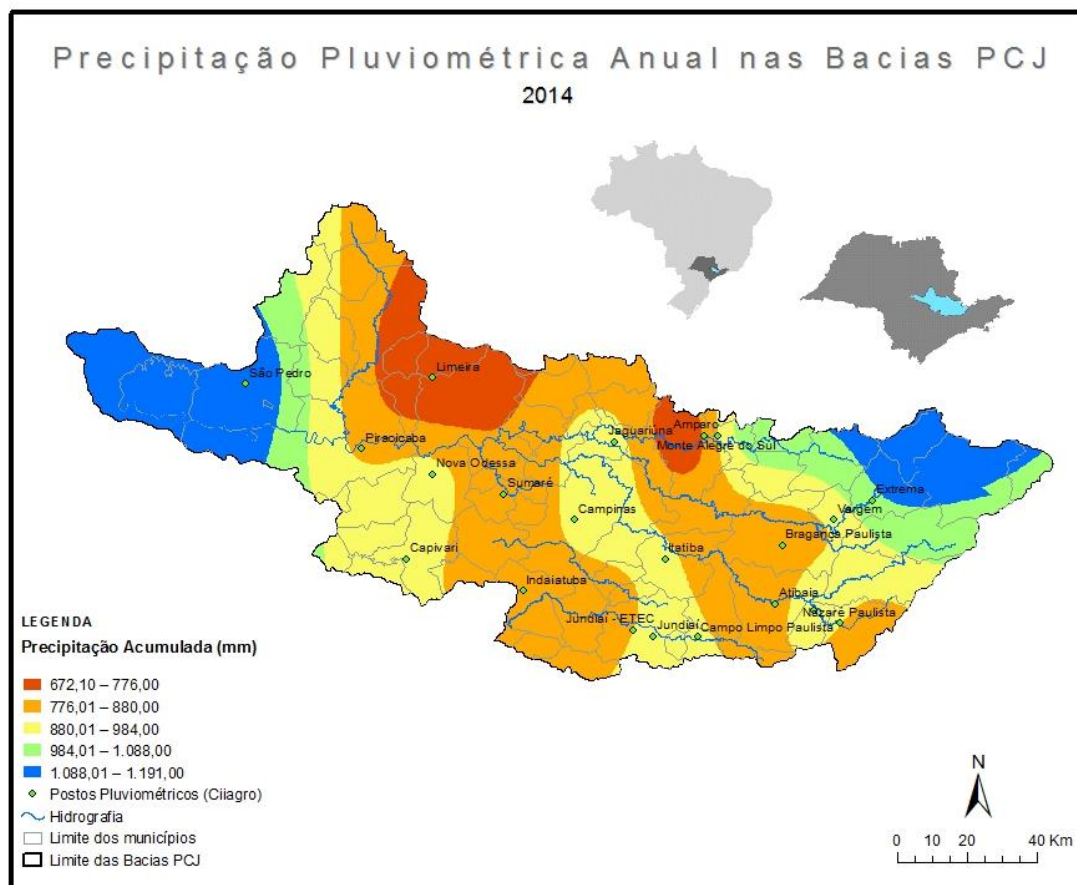 Precipitação Pluviométrica Anual nas Bacias PCJ
2014
Limeira
São Pedro
Amparo
Jaguariúna
Monte Alegre do Sul
Piracicaba
Nova Odessa
Sumaré
Extrema
Vargem
Campinas
Bragança Paulista
Itatiba
Capivari
Indaiatuba
Atibaia
Nazaré Paulista
Jundiaí - ETEC
Jundiaí
Campo Limpo Paulista
LEGENDA
Precipitação Acumulada (mm)
672,10 – 776,00
776,01 – 880,00
880,01 – 984,00
984,01 – 1.088,00
1.088,01 – 1.191,00
Postos Pluviométricos (Ciiagro)
Hidrografia
Limite dos municípios
Limite das Bacias PCJ
N
0 10 20 40 Km